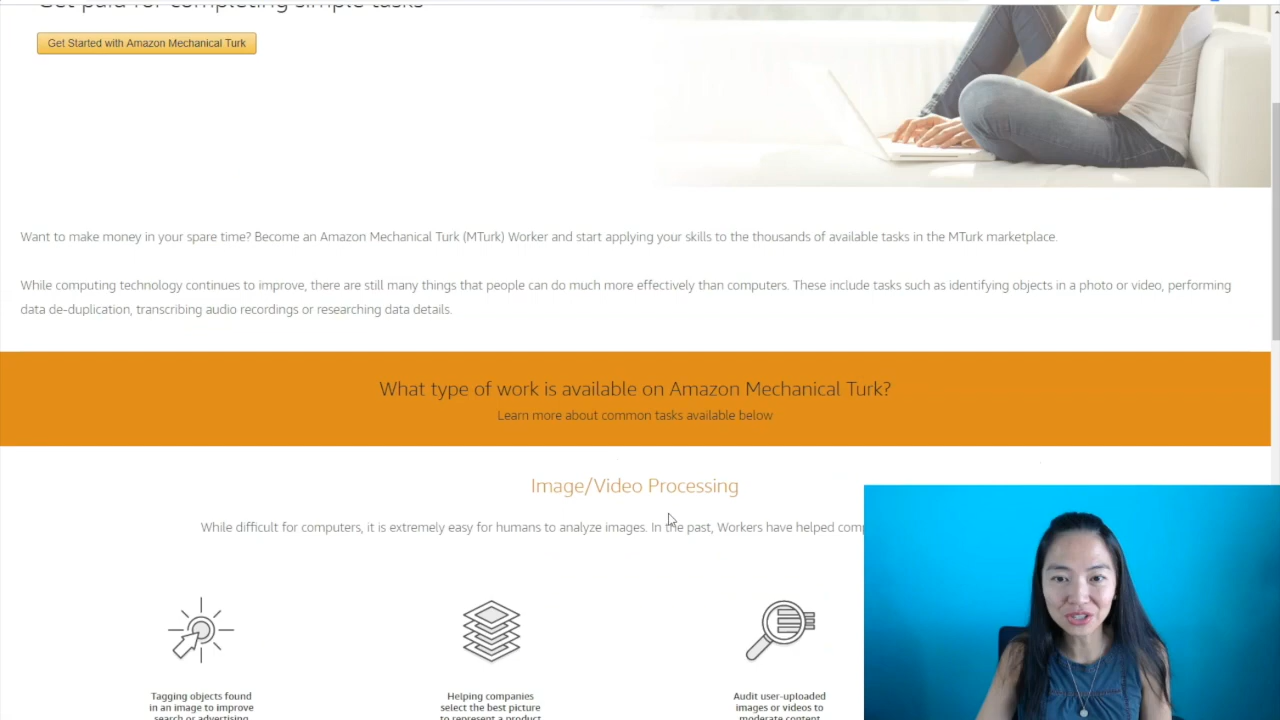 Get paid for completing simple tasks
Get Started with Amazon Mechanical Turk
Want to make money in your spare time? Become an Amazon Mechanical Turk (MTurk) Worker and start applying your skills to the thousands of available tasks in the MTurk marketplace.
While computing technology continues to improve, there are still many things that people can do much more effectively than computers. These include tasks such as identifying objects in a photo or video, performing
data de-duplication, transcribing audio recordings or researching data details.
What type of work is available on Amazon Mechanical Turk?
Learn more about common tasks available below
Image/Video Processing
While difficult for computers, it is extremely easy for humans to analyze images. In the past, Workers have helped
Tagging objects found
in an image to improve
search or advertising
Helping companies
select the best picture
to represent a product
Audit user-uploaded
images or videos to
moderate content